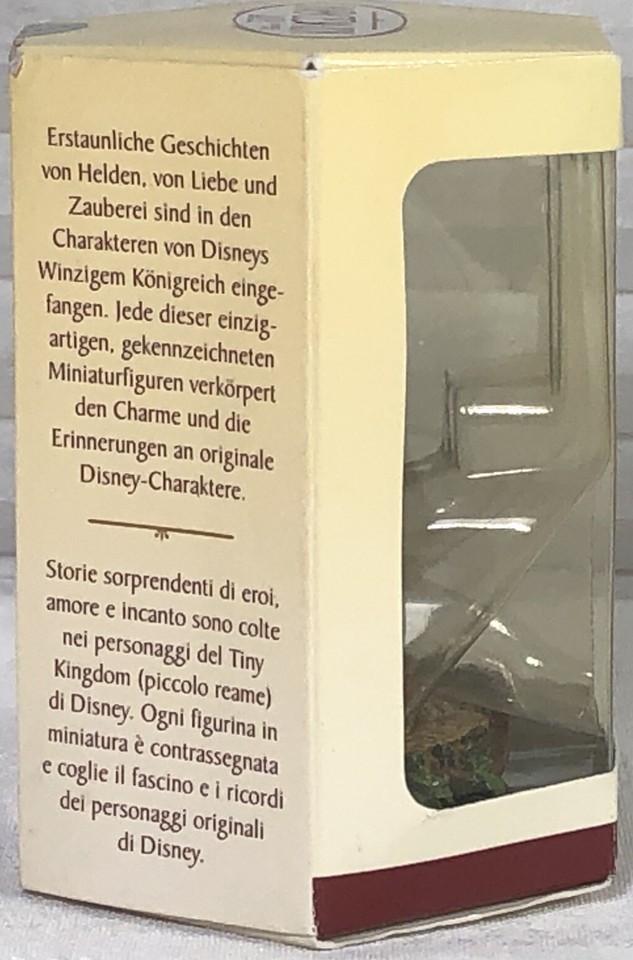 Erstaunliche Geschichten
von Helden, von Liebe und
Zauberei sind in den
Charakteren von Disneys
Winzigem Königreich einge-
fangen. Jede dieser einzig-
artigen, gekennzeichneten
Miniaturfiguren verkörpert
den Charme und die
Erinnerungen an originale
Disney-Charaktere.
Storie sorprendenti di eroi,
amore e incanto sono colte
nei personaggi del Tiny
Kingdom (piccolo reame)
di Disney. Ogni figurina in
miniatura è contrassegnata
e coglie il fascino e i ricordi
dei personaggi originali
di Disney.